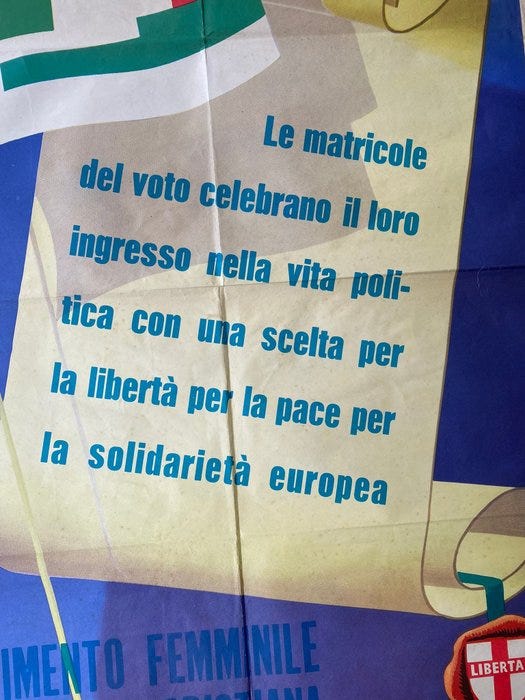 Le matricole
del voto celebrano il loro
ingresso nella vita poli-
tica con una scelta per
la libertà per la pace per
la solidarietà europea
IMENTO FEMMINILE
LIBERTA